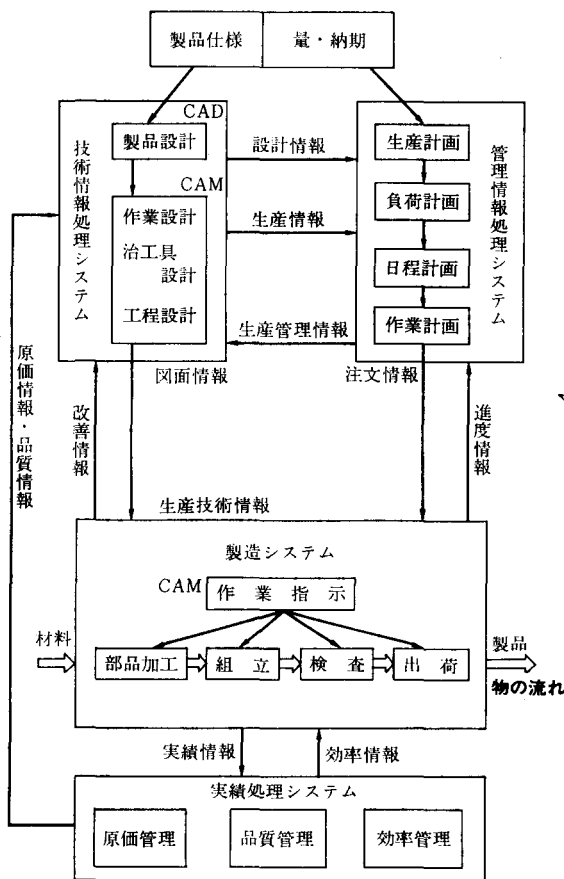 製品仕様
量・納期
CAD
製品設計
CAM
作業設計
治工具
設計
工程設計
技術情報処理システム
設計情報
生産情報
生産管理情報
生産計画
負荷計画
日程計画
作業計画
管理情報処理システム
図面情報
注文情報
原価情報・品質情報
改善情報
進度情報
生産技術情報
製造システム
CAM
作業指示
材料
部品加工
組立
検査
出荷
製品
物の流れ
実績情報
効率情報
実績処理システム
原価管理
品質管理
効率管理